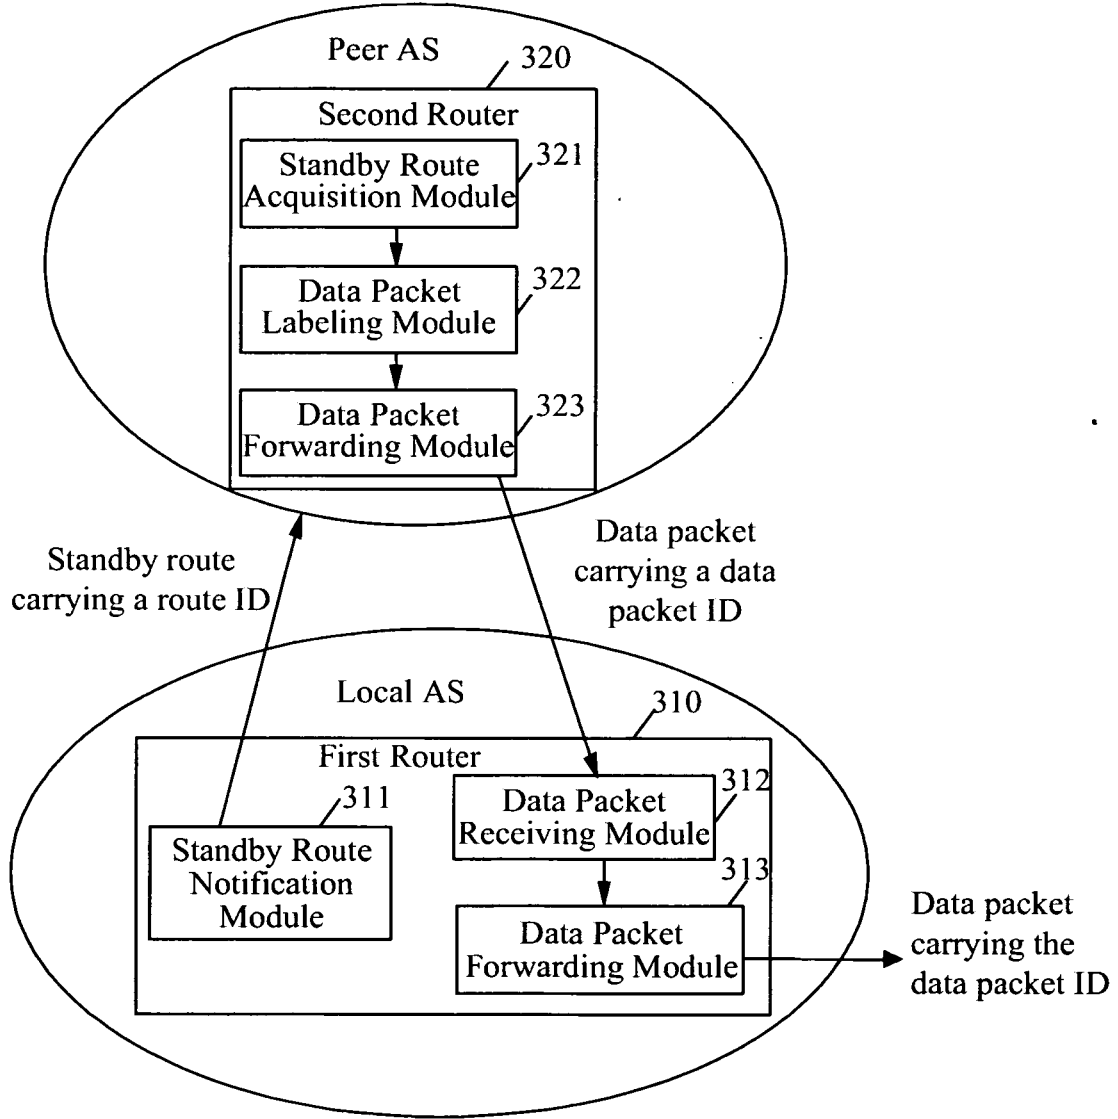 Peer AS
320
Second Router
Standby Route
Acquisition Module
321
Data Packet
Labeling Module
322
Data Packet
Forwarding Module
323
Standby route
carrying a route ID
Data packet
carrying a data
packet ID
Local AS
310
First Router
311
Standby Route
Notification
Module
312
Data Packet
Receiving Module
313
Data Packet
Forwarding Module
Data packet
carrying the
data packet ID